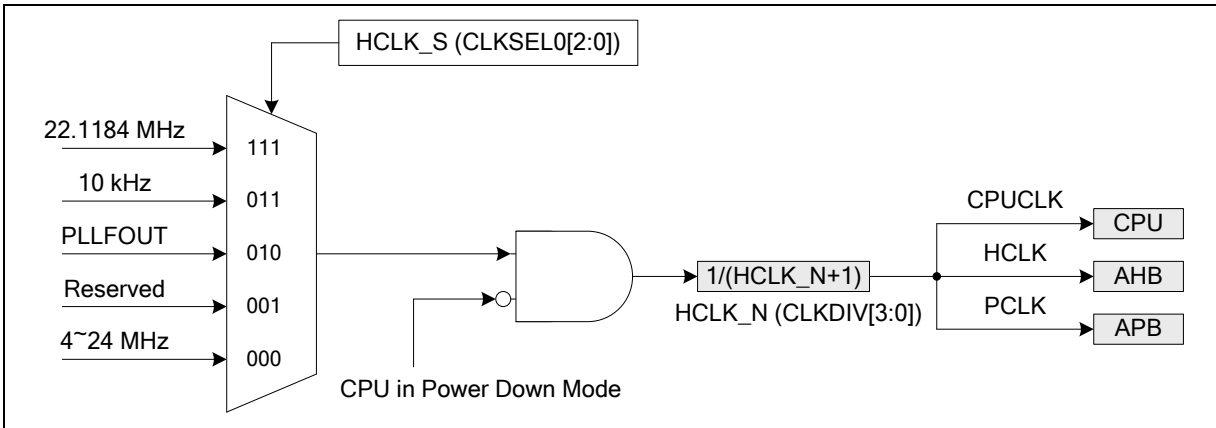 HCLK_S (CLKSEL0[2:0])
22.1184 MHz
111
10 kHz
011
PLLFOUT
010
Reserved
001
4~24 MHz
000
CPU in Power Down Mode
1/(HCLK_N+1)
HCLK_N (CLKDIV[3:0])
CPUCLK
CPU
HCLK
AHB
PCLK
APB